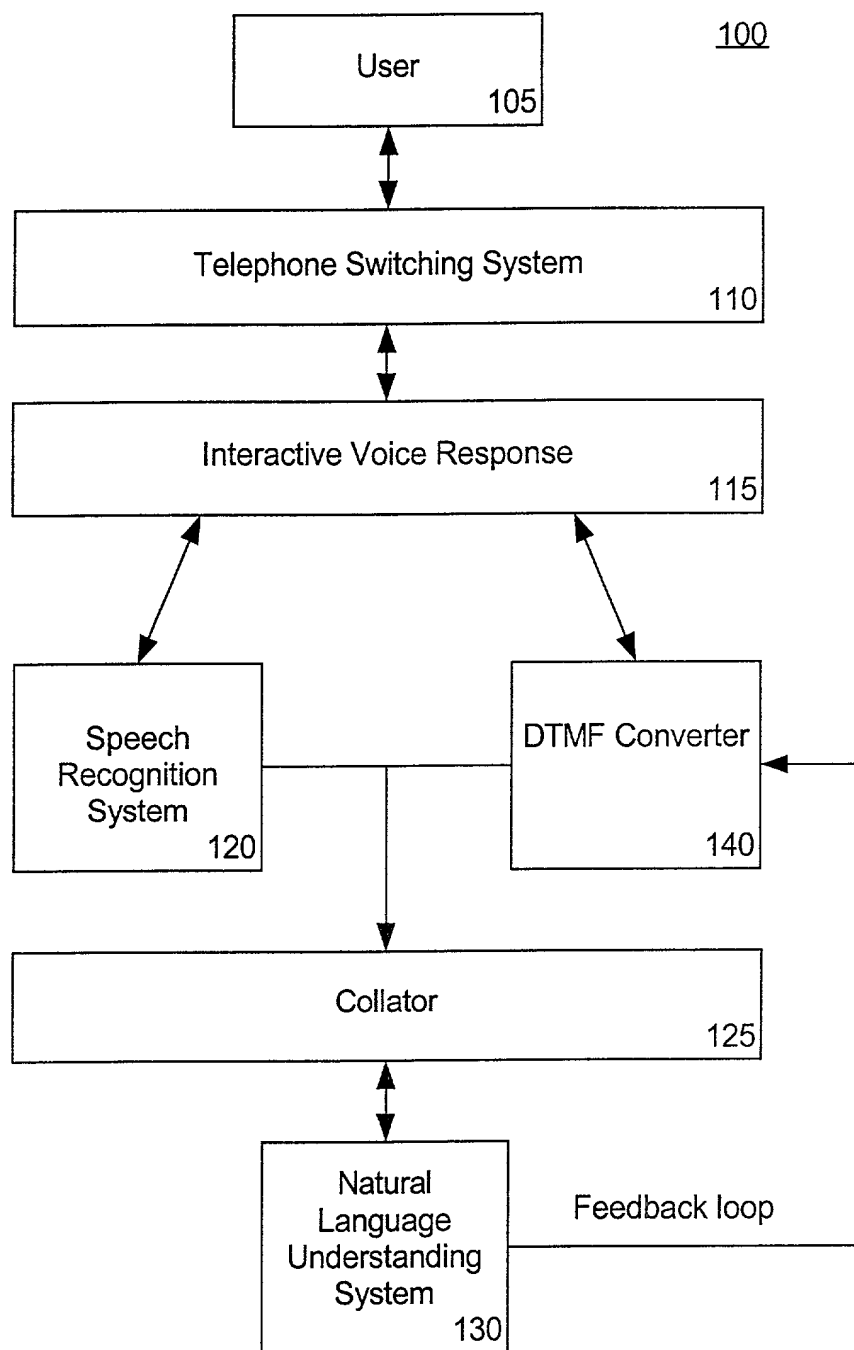 100
User
105
Telephone Switching System
110
Interactive Voice Response
115
Speech
Recognition
System
120
DTMF Converter
140
Collator
125
Natural
Language
Understanding
System
130
Feedback loop